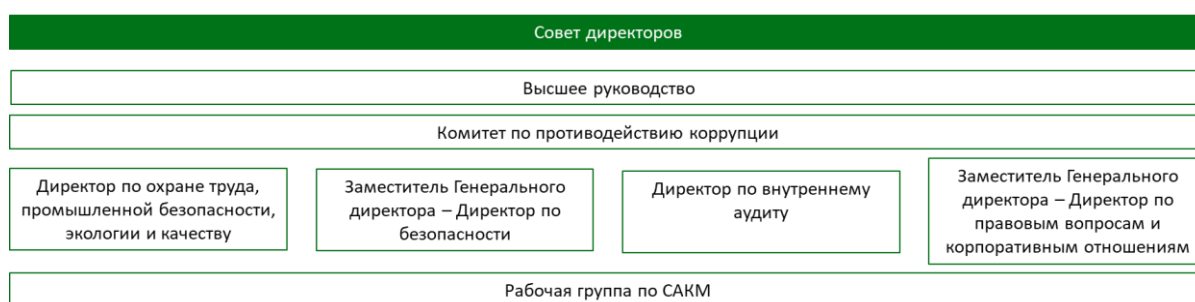 Совет директоров
Высшее руководство
Комитет по противодействию коррупции
Директор по охране труда,
промышленной безопасности,
экологии и качеству
Заместитель Генерального
директора – Директор по
безопасности
Директор по внутреннему
аудиту
Заместитель Генерального
директора – Директор по
правовым вопросам и
корпоративным отношениям
Рабочая группа по САКМ